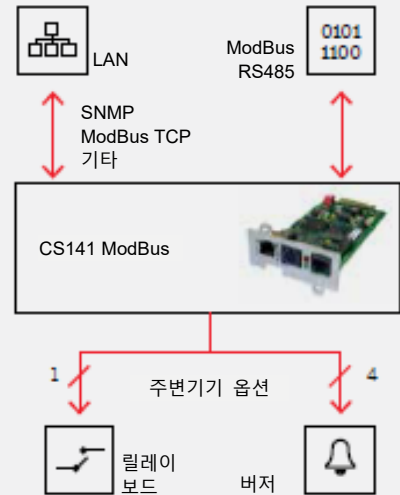 LAN
ModBus
RS485
0101
1100
SNMP
ModBus TCP
기타
CS141 ModBus
1
주변기기 옵션
4
릴레이
보드
버저